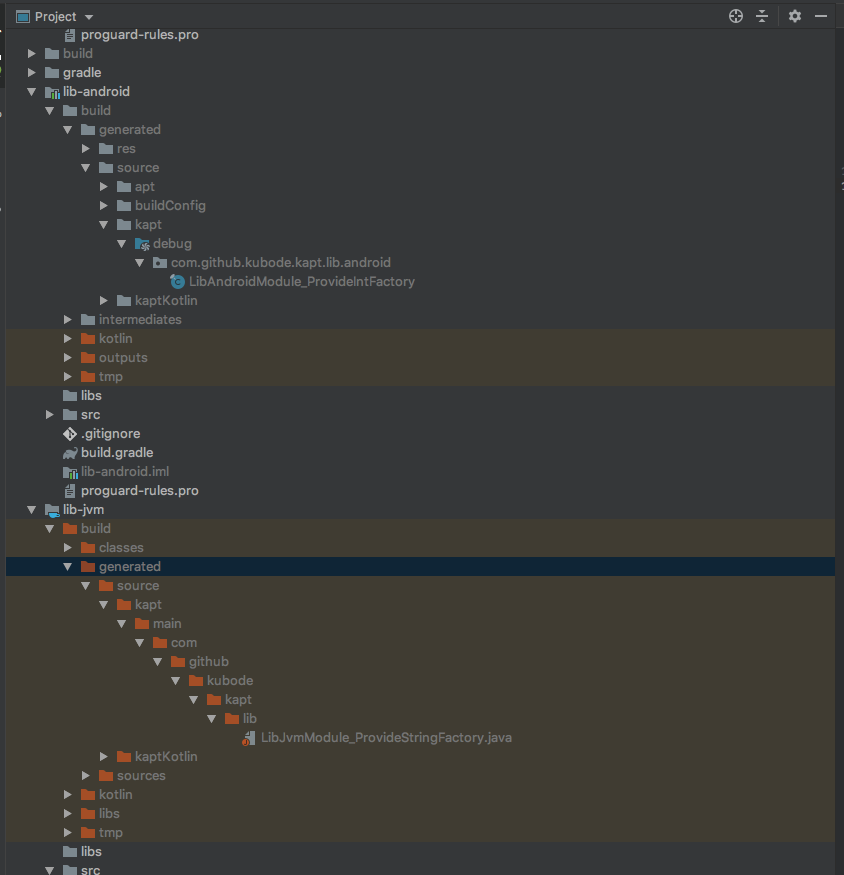 Project
proguard-rules.pro
build
gradle
lib-android
build
generated
res
source
apt
buildConfig
kapt
debug
com.github.kubode.kapt.lib.android
LibAndroidModule_ProvideIntFactory
kaptKotlin
intermediates
kotlin
outputs
tmp
libs
src
.gitignore
build.gradle
lib-android.iml
proguard-rules.pro
lib-jvm
build
classes
generated
source
kapt
main
com
github
kubode
kapt
lib
LibJvmModule_ProvideStringFactory.java
kaptKotlin
sources
kotlin
libs
tmp
libs
src